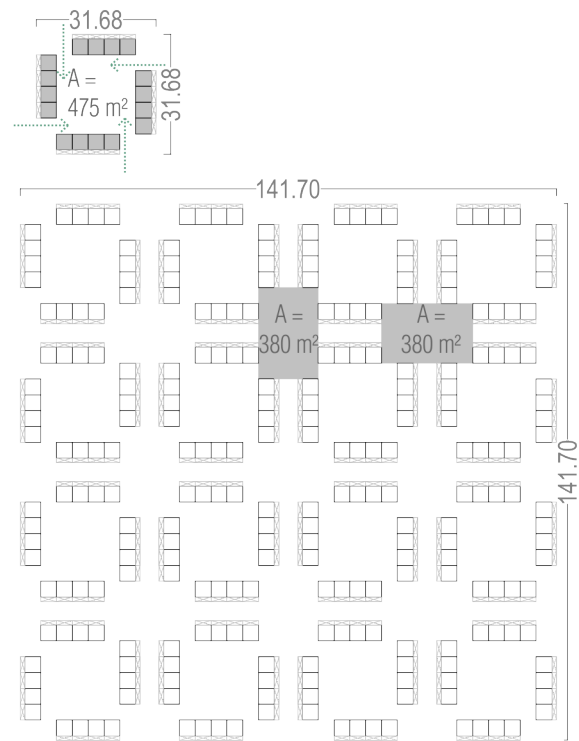 31.68
A =
475 m²
31.68
141.70
A =
380 m²
A =
380 m²
141.70